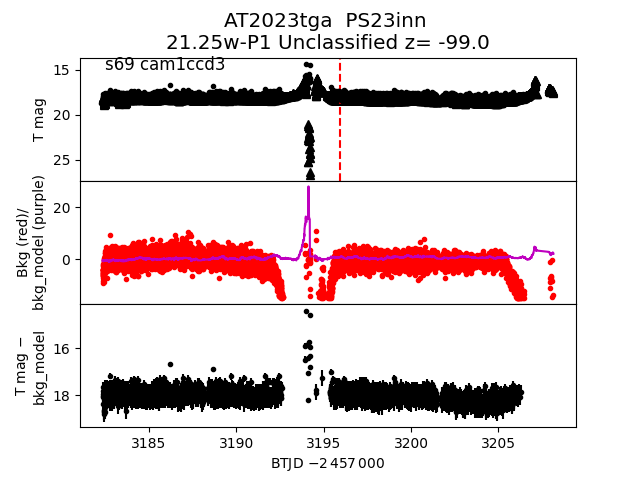 AT2023tga  PS23inn
21.25w-P1 Unclassified z= -99.0
s69 cam1ccd3
15
20
25
T mag
20
0
Bkg (red)/
bkg_model (purple)
16
18
T mag −
bkg_model
3185
3190
3195
3200
3205
BTJD −2 457 000